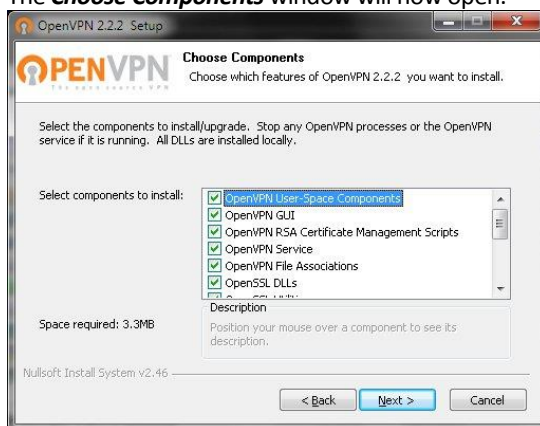 The Choose Components window will now open.
OpenVPN 2.2.2 Setup
OPENVPN
The open source VPN
Choose Components
Choose which features of OpenVPN 2.2.2 you want to install.
Select the components to install/upgrade. Stop any OpenVPN processes or the OpenVPN
service if it is running. All DLLs are installed locally.
Select components to install:
OpenVPN User-Space Components
OpenVPN GUI
OpenVPN RSA Certificate Management Scripts
OpenVPN Service
OpenVPN File Associations
OpenSSL DLLs
Description
Space required: 3.3MB
Position your mouse over a component to see its
description.
Nullsoft Install System v2.46
< Back
Next >
Cancel